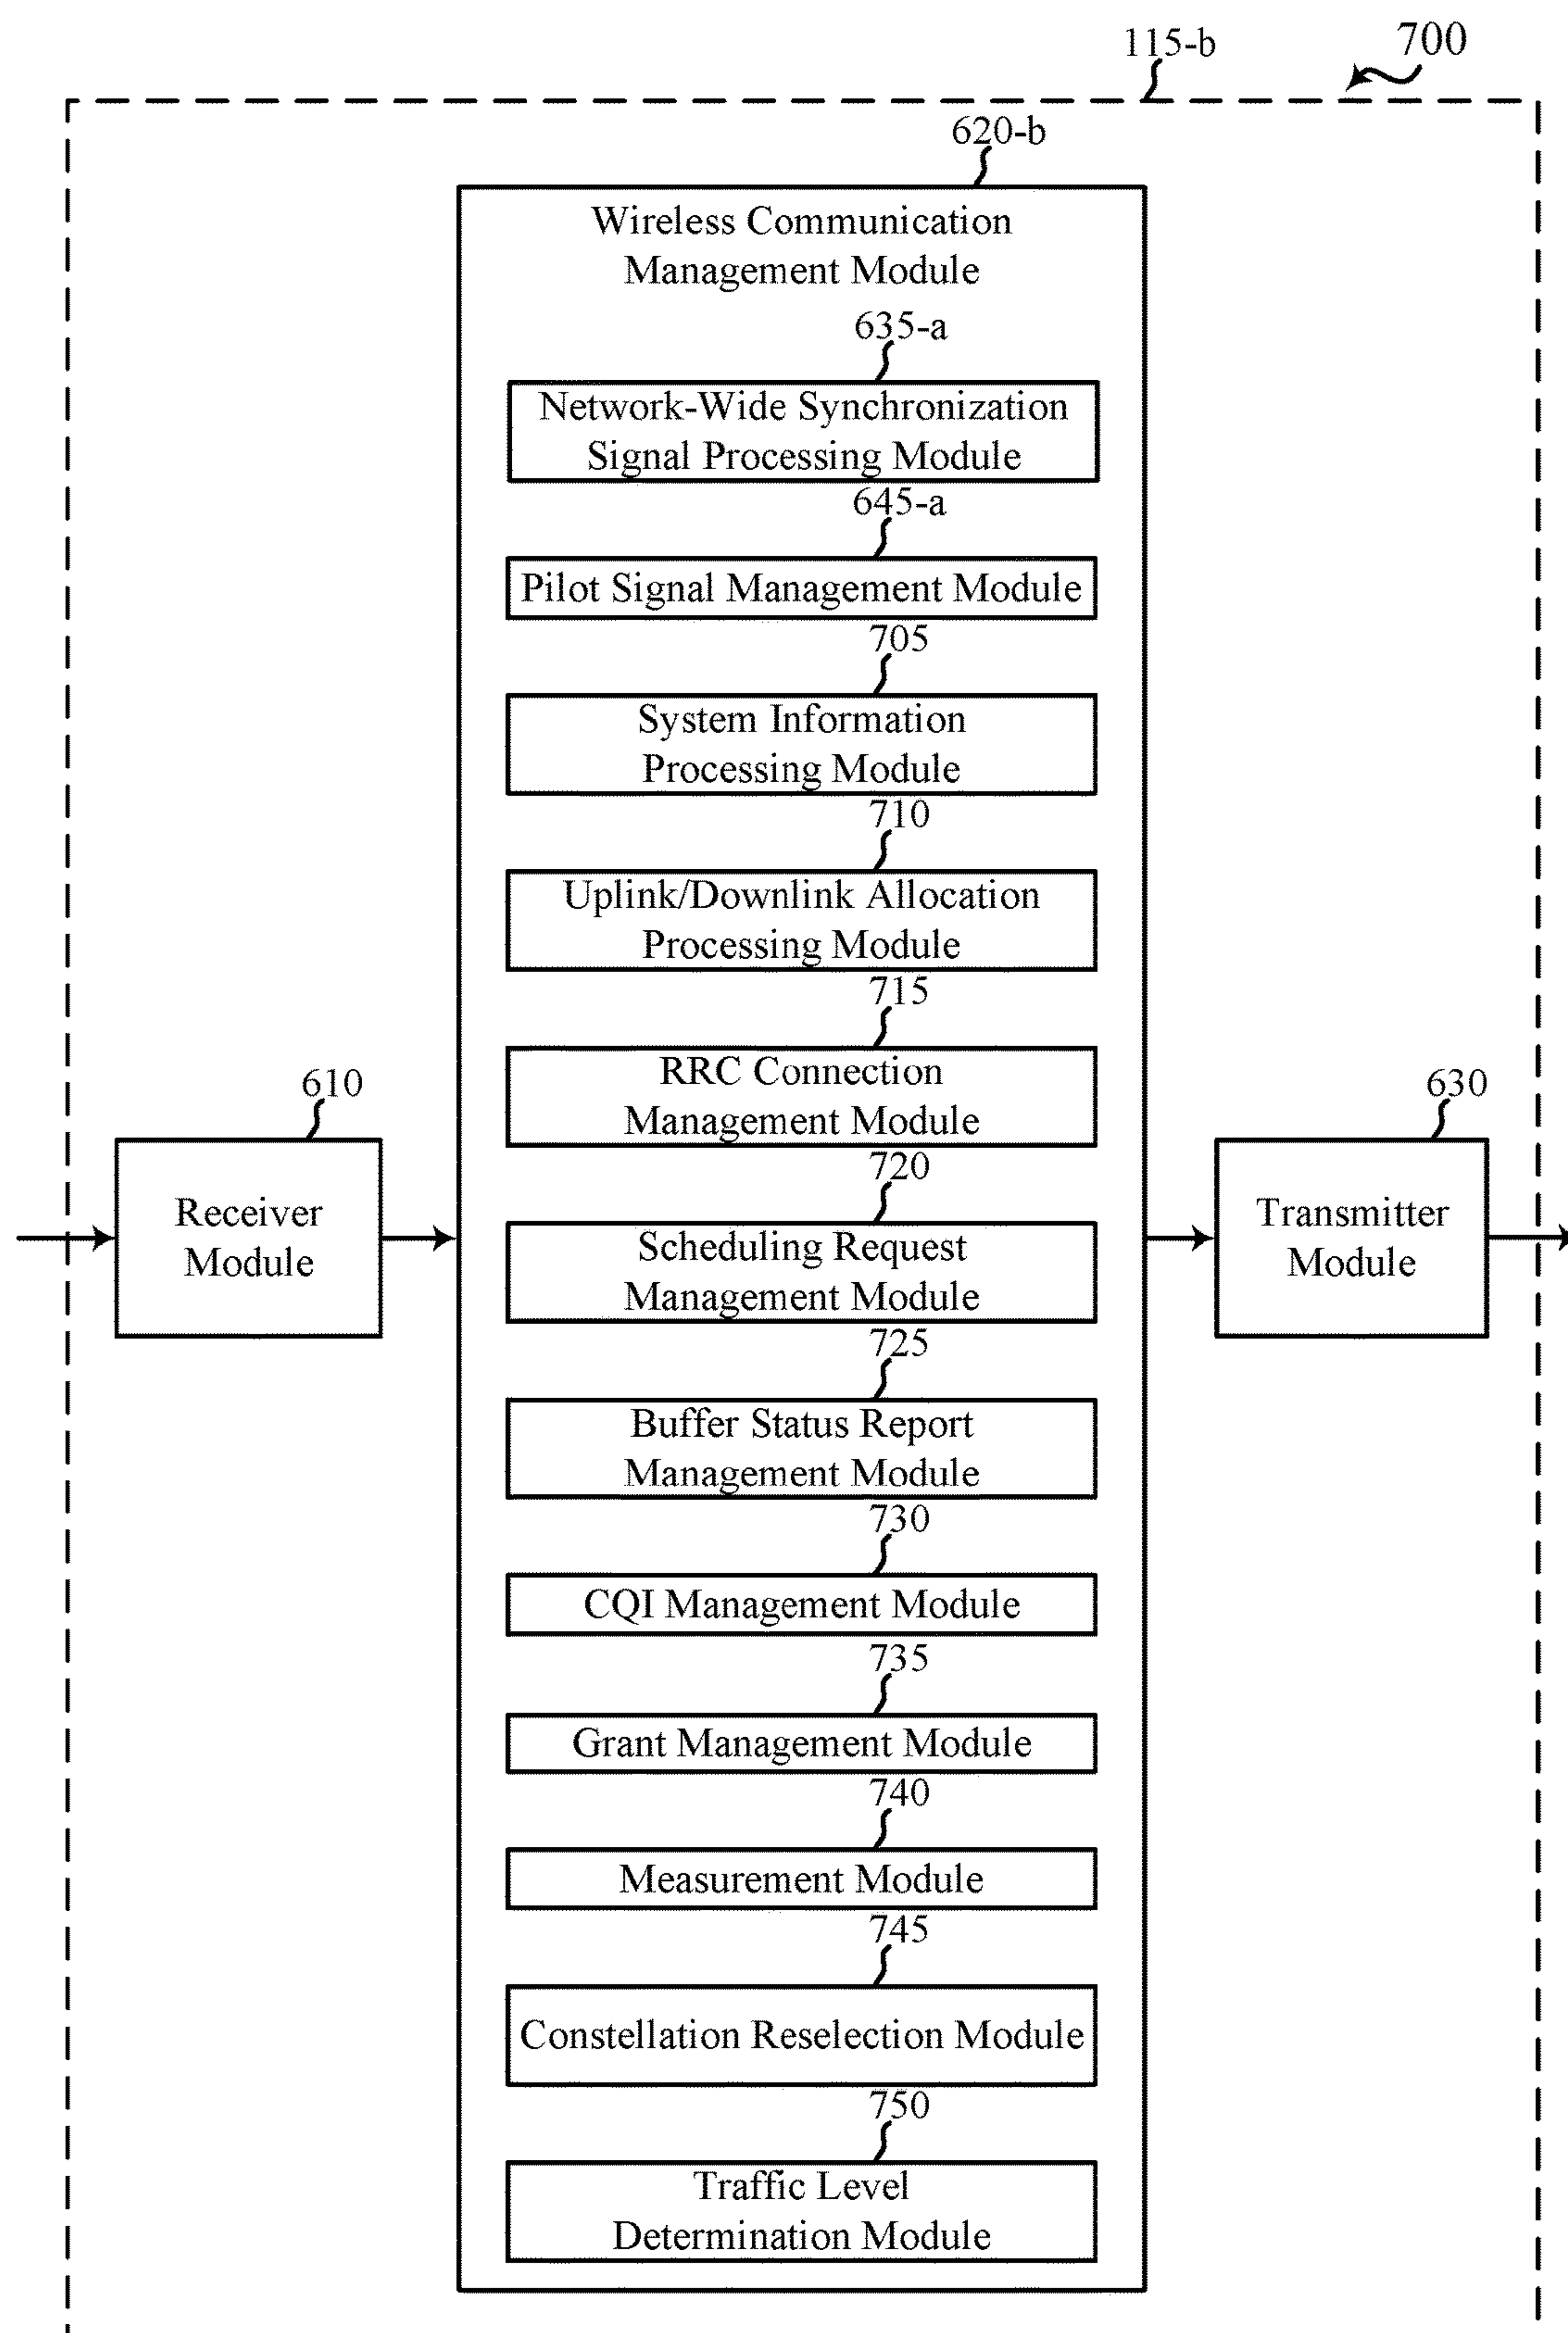 700
115-b
620-b
Wireless Communication
Management Module
635-a
Network-Wide Synchronization
Signal Processing Module
645-a
Pilot Signal Management Module
705
System Information
Processing Module
710
Uplink/Downlink Allocation
Processing Module
715
RRC Connection
Management Module
610
Receiver
Module
720
Scheduling Request
Management Module
630
Transmitter
Module
725
Buffer Status Report
Management Module
730
CQI Management Module
735
Grant Management Module
740
Measurement Module
745
Constellation Reselection Module
750
Traffic Level
Determination Module